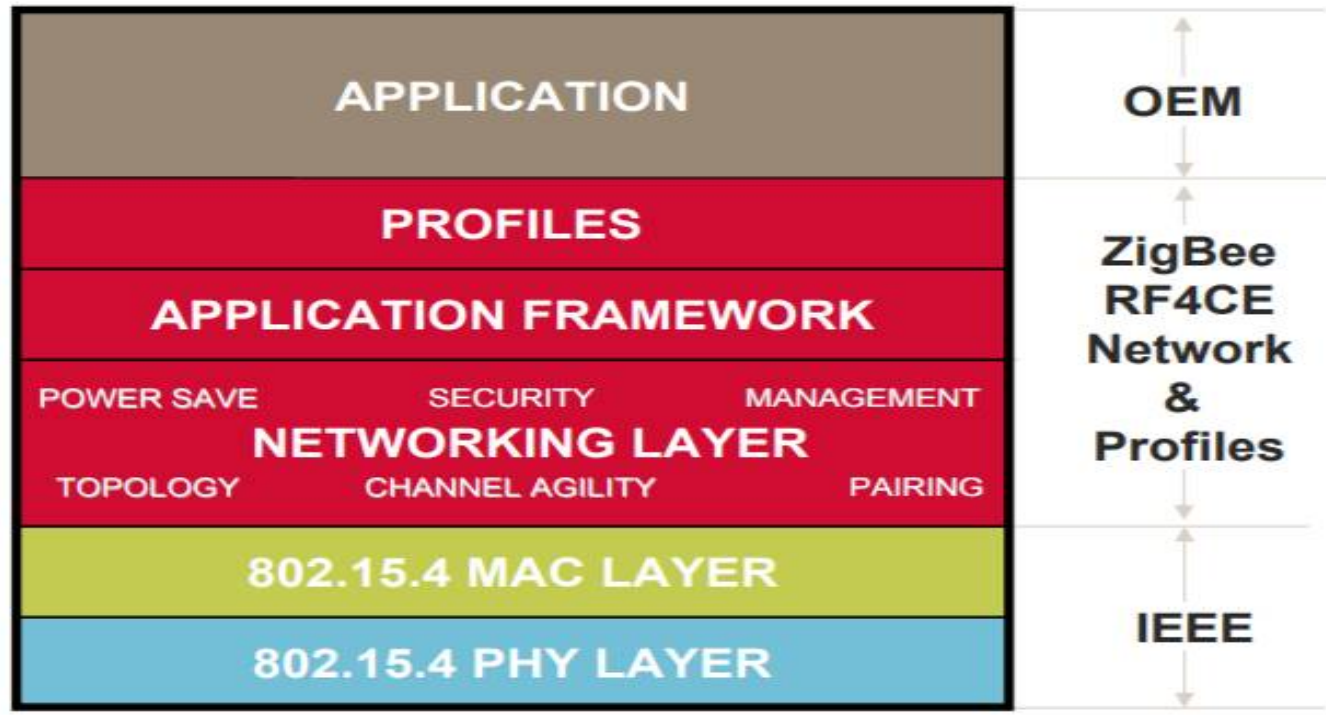 APPLICATION
OEM
PROFILES
APPLICATION FRAMEWORK
POWER SAVE SECURITY MANAGEMENT
NETWORKING LAYER
TOPOLOGY CHANNEL AGILITY PAIRING
ZigBee
RF4CE
Network
&
Profiles
802.15.4 MAC LAYER
802.15.4 PHY LAYER
IEEE